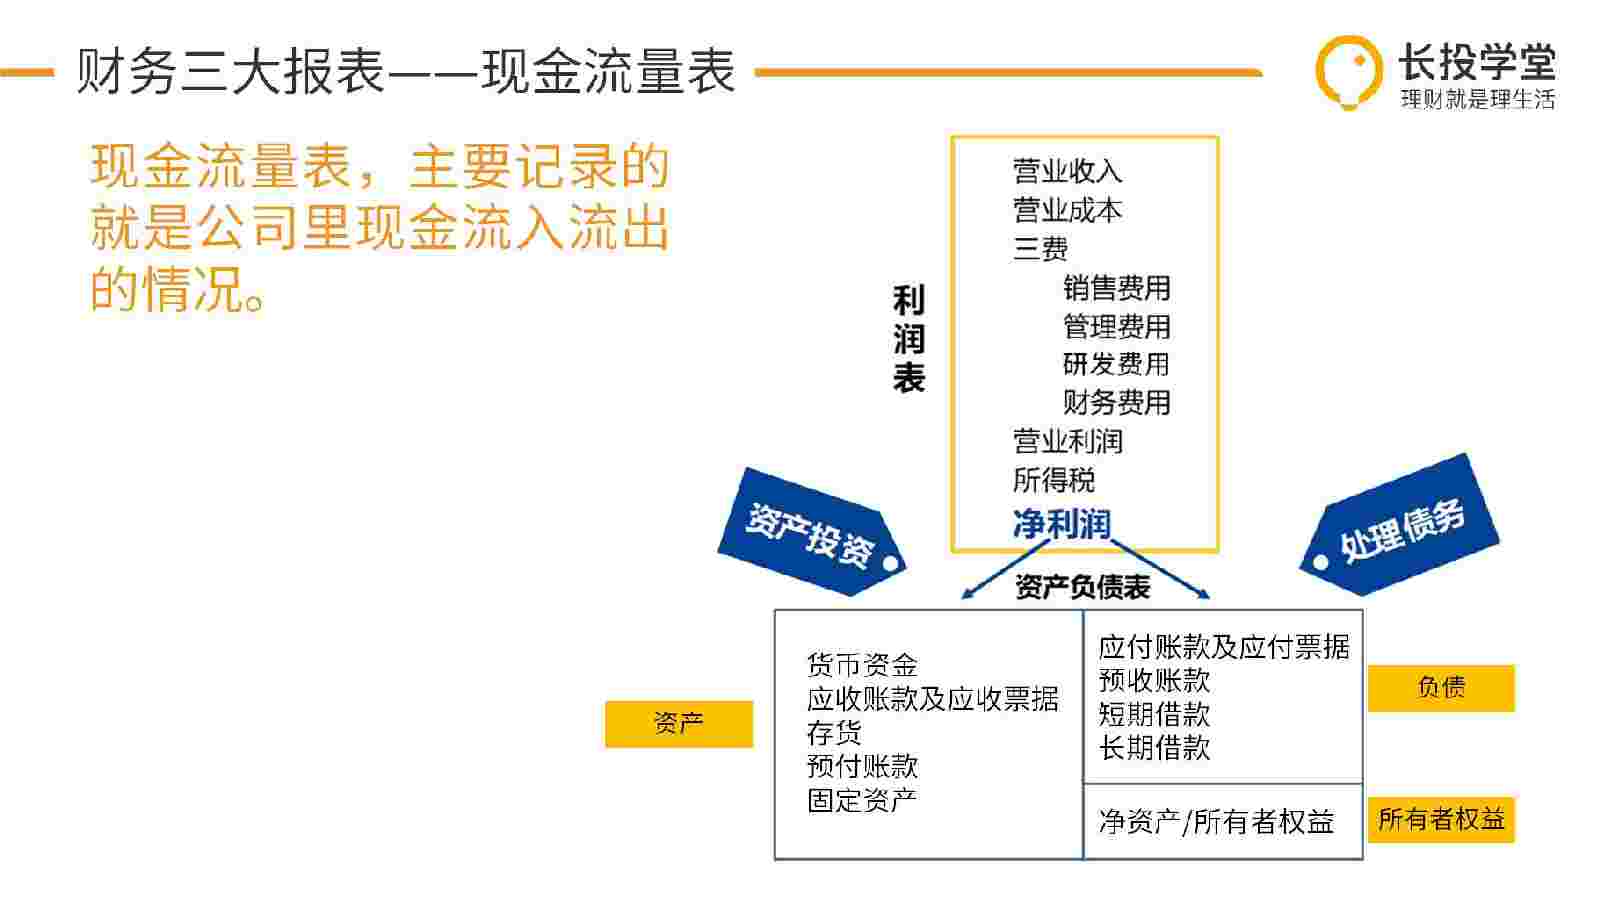 财务三大报表——现金流量表
长投学堂
理财就是理生活
现金流量表，主要记录的
就是公司里现金流入流出
的情况。
利润表
营业收入
营业成本
三费
销售费用
管理费用
研发费用
财务费用
营业利润
所得税
净利润
资产投资
处理债务
资产负债表
资产
货币资金
应收账款及应收票据
存货
预付账款
固定资产
应付账款及应付票据
预收账款
短期借款
长期借款
负债
净资产/所有者权益
所有者权益